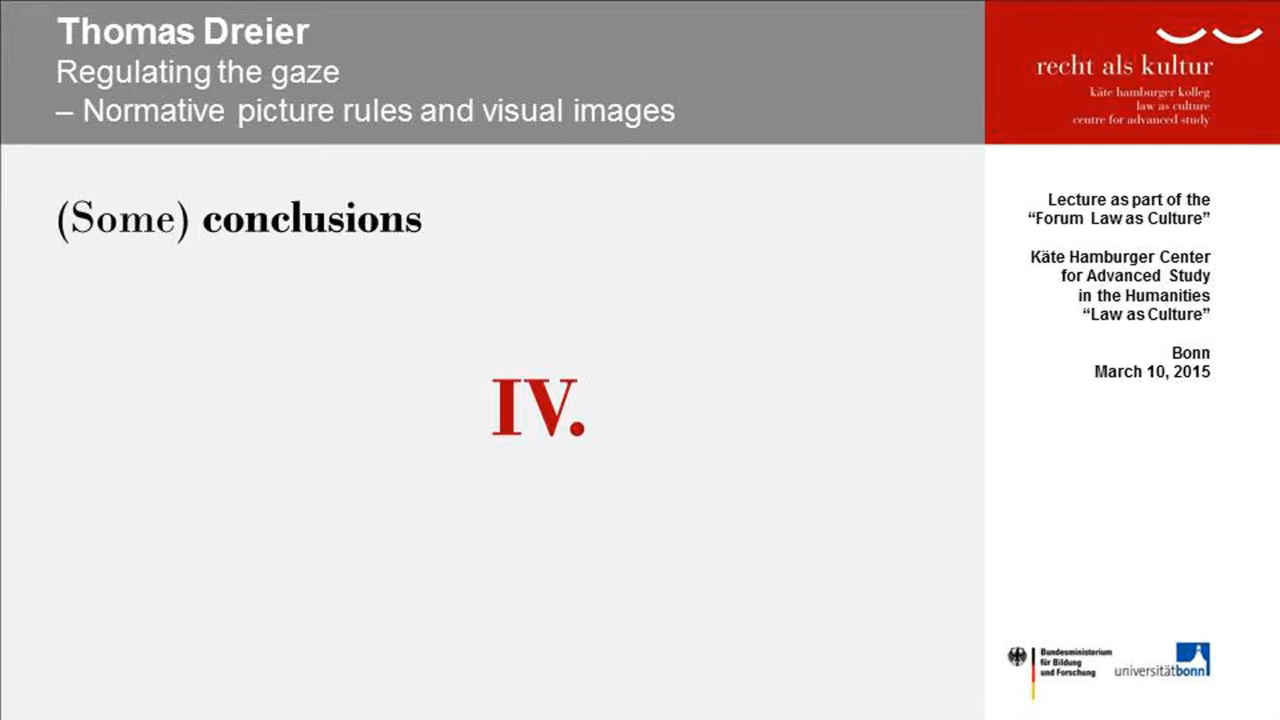 Thomas Dreier
Regulating the gaze
– Normative picture rules and visual images
recht als kultur
käte hamburger kolleg
law as culture
centre for advanced study
(Some) conclusions
IV.
Lecture as part of the
“Forum Law as Culture”
Käte Hamburger Center
for Advanced Study
in the Humanities
“Law as Culture”
Bonn
March 10, 2015
Bundesministerium
für Bildung
und Forschung
universitätbonn